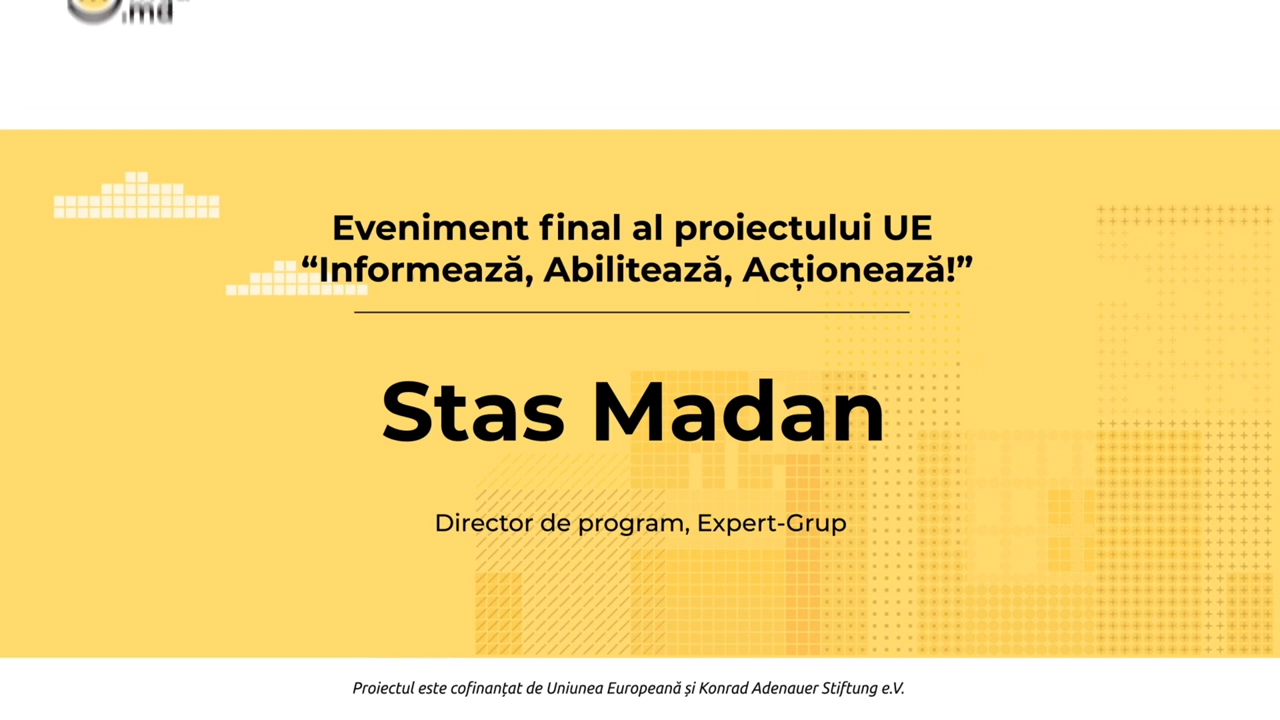 .md
Eveniment final al proiectului UE
“Informează, Abilitează, Acționează!”
Stas Madan
Director de program, Expert-Grup
Proiectul este cofinanțat de Uniunea Europeană și Konrad Adenauer Stiftung e.V.